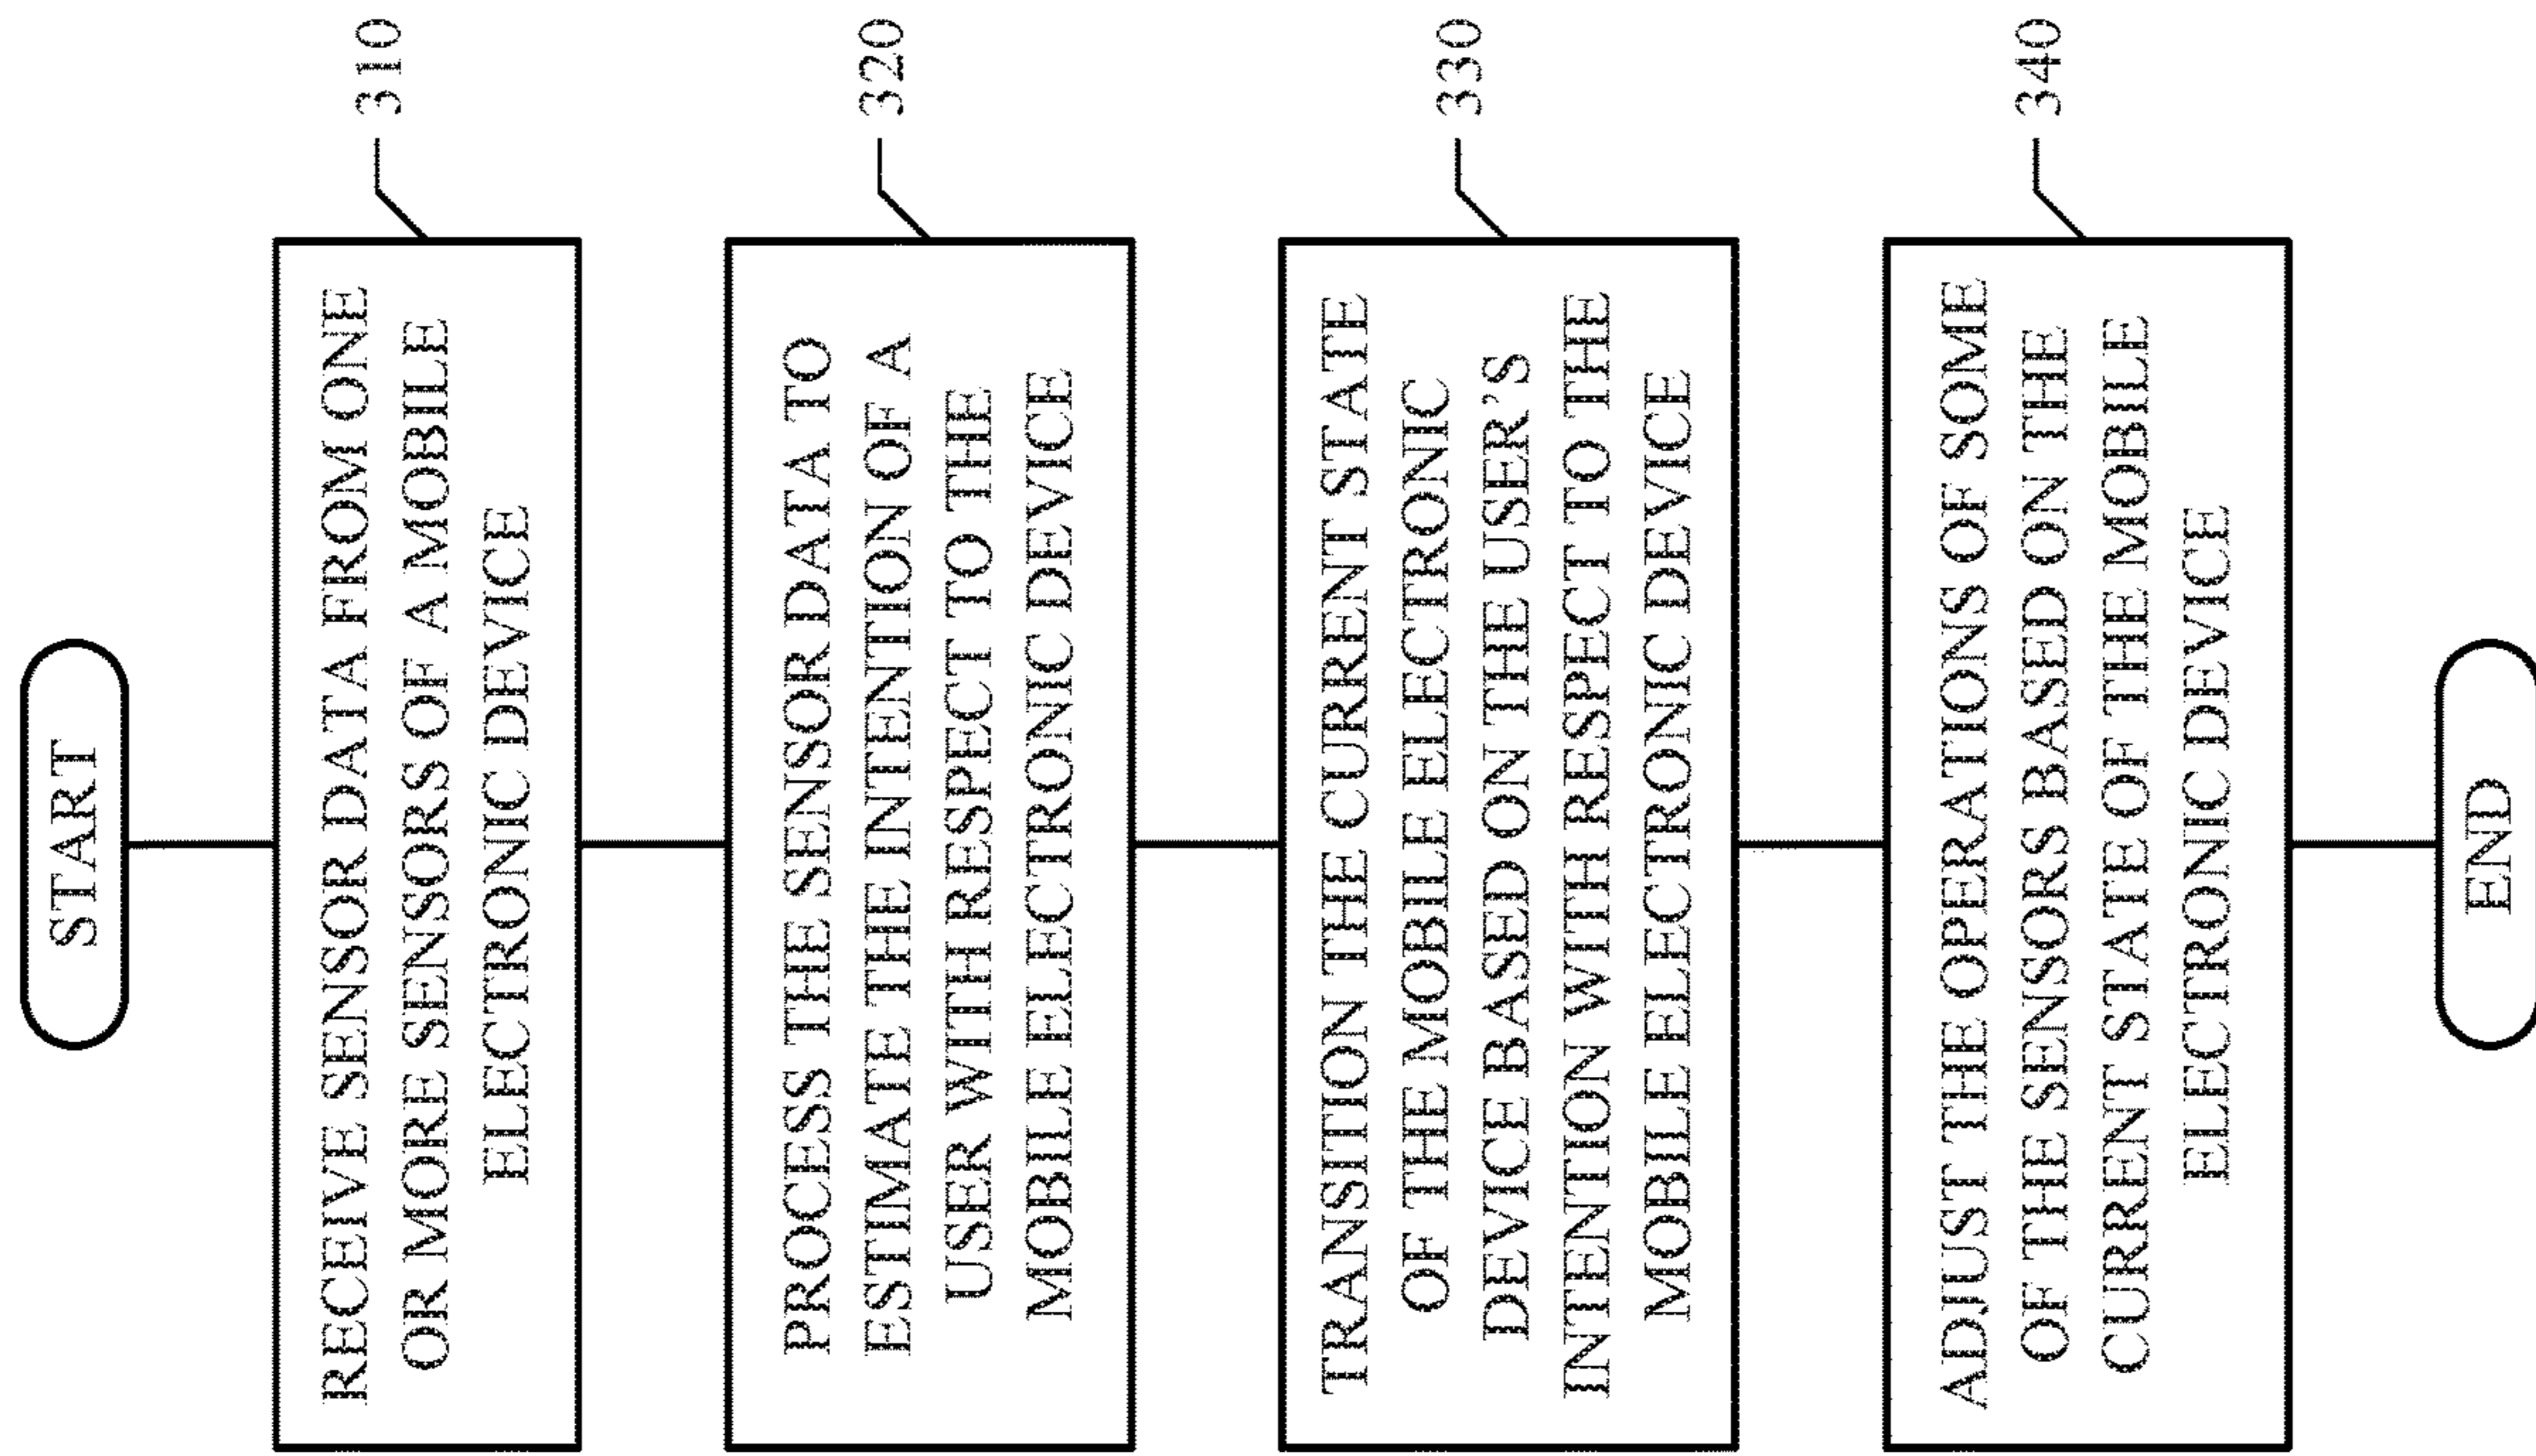 START
RECEIVE SENSOR DATA FROM ONE
OR MORE SENSORS OF A MOBILE
ELECTRONIC DEVICE
310
PROCESS THE SENSOR DATA TO
ESTIMATE THE INTENTION OF A
USER WITH RESPECT TO THE
MOBILE ELECTRONIC DEVICE
320
TRANSITION THE CURRENT STATE
OF THE MOBILE ELECTRONIC
DEVICE BASED ON THE USER'S
INTENTION WITH RESPECT TO THE
MOBILE ELECTRONIC DEVICE
330
ADJUST THE OPERATIONS OF SOME
OF THE SENSORS BASED ON THE
CURRENT STATE OF THE MOBILE
ELECTRONIC DEVICE
340
END